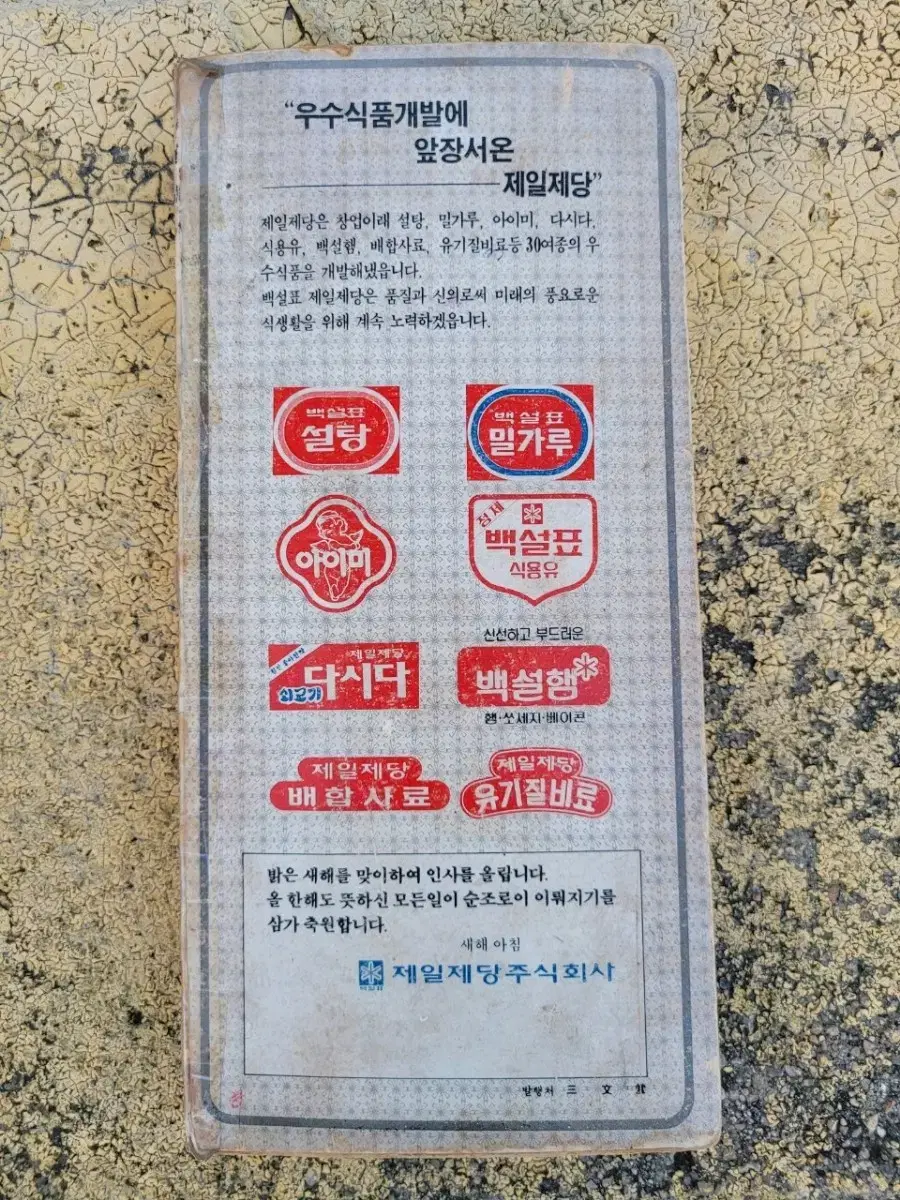 “우수식품개발에
앞장서온
제일제당”
제일제당은 창업이래 설탕, 밀가루, 아이미, 다시다,
식용유, 백설햄, 배합사료, 유기질비료등 30여종의 우
수식품을 개발해냈읍니다.
백설표 제일제당은 품질과 신의로써 미래의 풍요로운
식생활을 위해 계속 노력하겠읍니다.
백설표
설탕
백설표
밀가루
아이미
정제
백설표
식용유
제일제당
쇠고기 다시다
신선하고 부드러운
백설햄
햄·쏘세지·베이콘
제일제당
배합사료
제일제당
유기질비료
밝은 새해를 맞이하여 인사를 올립니다.
올 한해도 뜻하신 모든일이 순조로이 이뤄지기를
삼가 축원합니다.
새해 아침
백설표 제일제당주식회사
발행처 三 文 社